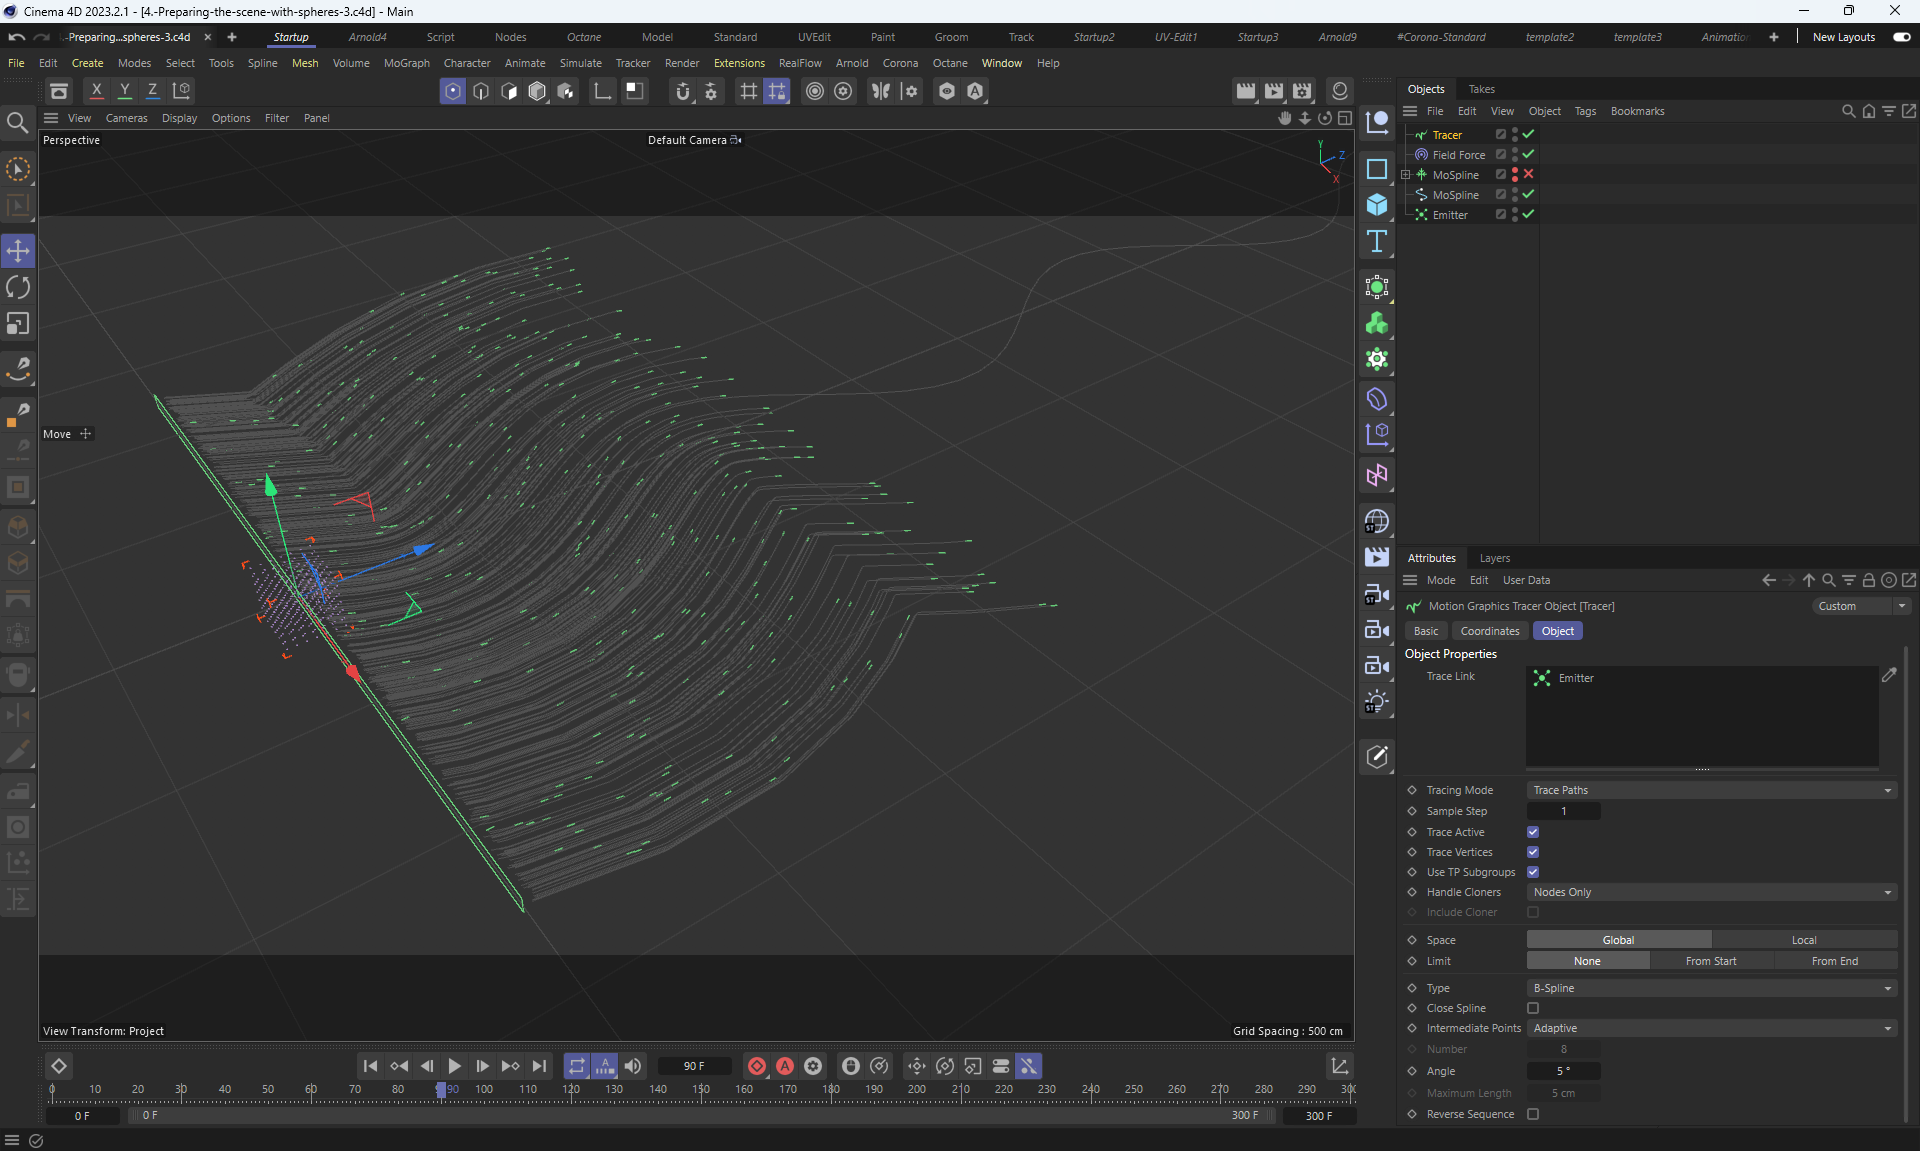 Cinema 4D 2023.2.1 - [4.-Preparing-the-scene-with-spheres-3.c4d] - Main
.-Preparing...spheres-3.c4d × + Startup Arnold4 Script Nodes Octane Model Standard UVEdit Paint Groom Track Startup2 UV-Edit1 Startup3 Arnold9 #Corona-Standard template2 template3 Animation + New Layouts
File Edit Create Modes Select Tools Spline Mesh Volume MoGraph Character Animate Simulate Tracker Render Extensions RealFlow Arnold Corona Octane Window Help
X Y Z
View Cameras Display Options Filter Panel
Perspective
Default Camera
Y
Z
X
Move
View Transform: Project
Grid Spacing : 500 cm
Objects Takes
File Edit View Object Tags Bookmarks
Tracer
Field Force
MoSpline
MoSpline
Emitter
Attributes Layers
Mode Edit User Data
Motion Graphics Tracer Object [Tracer]
Custom
Basic Coordinates Object
Object Properties
Trace Link
Emitter
Tracing Mode Trace Paths
Sample Step 1
Trace Active
Trace Vertices
Use TP Subgroups
Handle Cloners Nodes Only
Include Cloner
Space Global Local
Limit None From Start From End
Type B-Spline
Close Spline
Intermediate Points Adaptive
Number 8
Angle 5 °
Maximum Length 5 cm
Reverse Sequence
90 F
0 10 20 30 40 50 60 70 80 90 100 110 120 130 140 150 160 170 180 190 200 210 220 230 240 250 260 270 280 290 30
0 F 0 F 300 F 300 F